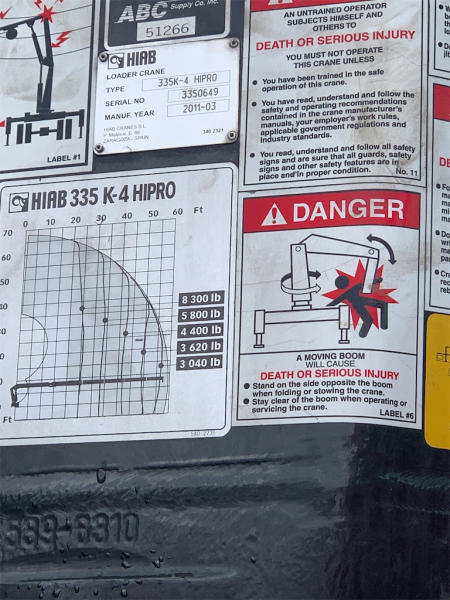 ABC Supply Co. Inc.
51266
HIAB
LOADER CRANE
TYPE 335K-4 HIPRO
SERIAL NO 3350649
MANUF. YEAR 2011-03
HIAB CRANES S.L.
340 2321
LABEL #1
AN UNTRAINED OPERATOR
SUBJECTS HIMSELF AND
OTHERS TO
DEATH OR SERIOUS INJURY
YOU MUST NOT OPERATE
THIS CRANE UNLESS
• You have been trained in the safe
operation of this crane.
• You have read, understand and follow the
safety and operating recommendations
contained in the crane manufacturer's
manuals, your employer's work rules,
applicable government regulations and
industry standards.
• You read, understand and follow all safety
signs and are sure that all guards, safety
signs and other safety features are in
place and in proper condition. No. 11
HIAB 335 K-4 HIPRO
0 10 20 30 40 50 60 Ft
70
60
8 300 lb
5 800 lb
4 400 lb
3 620 lb
3 040 lb
Ft
DANGER
A MOVING BOOM
WILL CAUSE
DEATH OR SERIOUS INJURY
• Stand on the side opposite the boom
when folding or stowing the crane.
• Stay clear of the boom when operating or
servicing the crane.
LABEL #6
589-8310